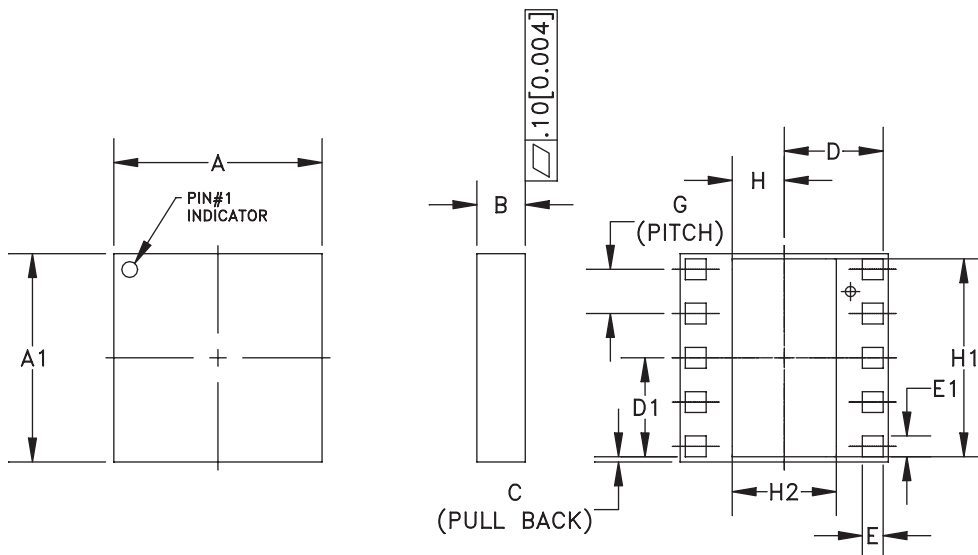 A
PIN#1
INDICATOR
A1
B
.10[0.004]
C
(PULL BACK)
G
(PITCH)
H
D
D1
H1
E1
H2
E